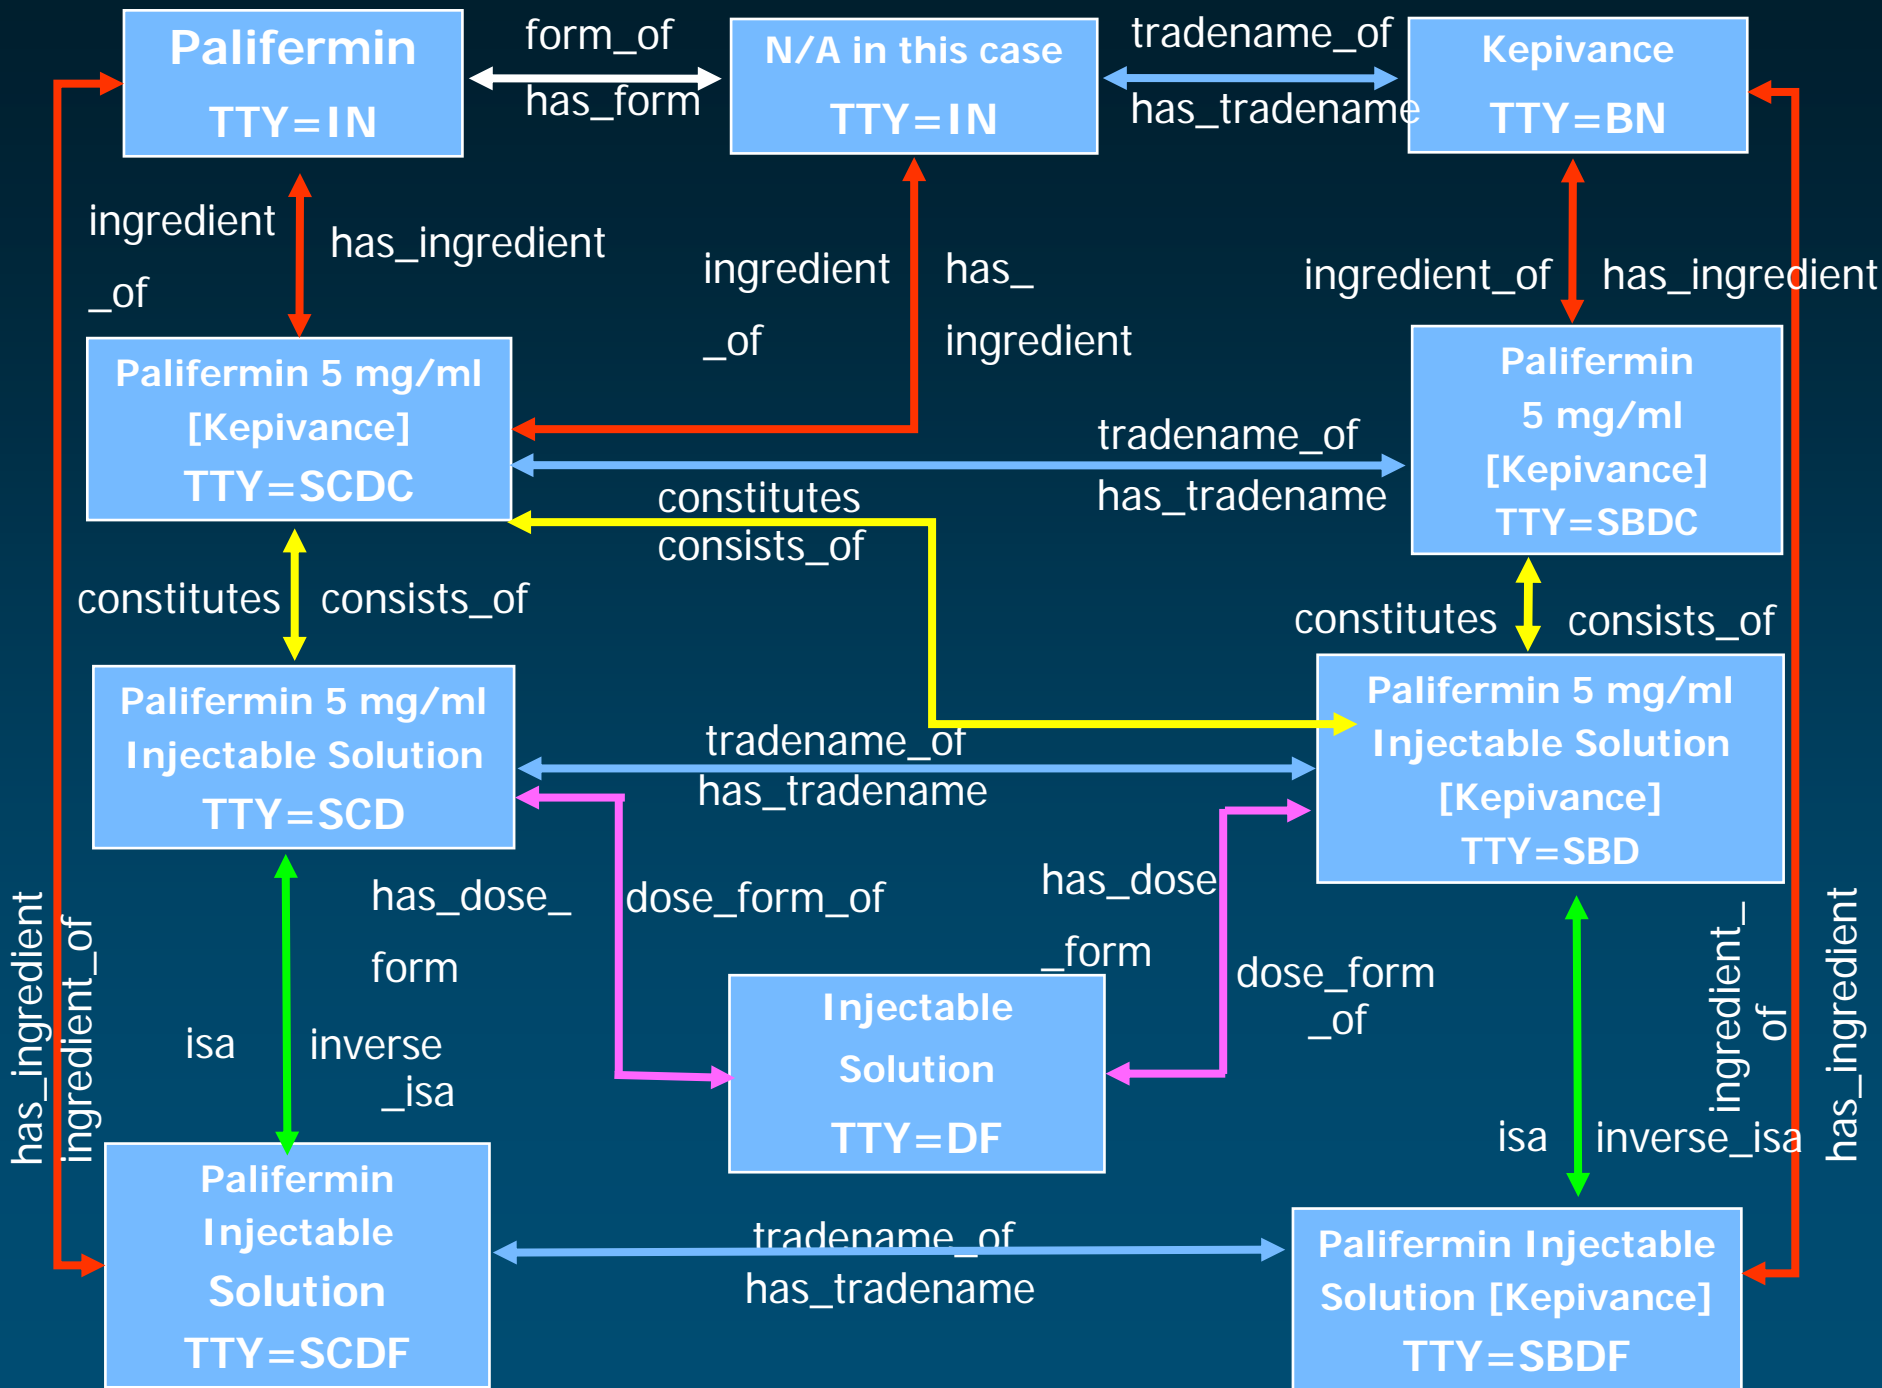 Palifermin
TTY=IN
form_of
has_form
N/A in this case
TTY=IN
tradename_of
has_tradename
Kepivance
TTY=BN
ingredient
_of
has_ingredient
ingredient
_of
has_
ingredient
ingredient_of
has_ingredient
Palifermin 5 mg/ml
[Kepivance]
TTY=SCDC
tradename_of
has_tradename
Palifermin
5 mg/ml
[Kepivance]
TTY=SBDC
constitutes
consists_of
constitutes
consists_of
constitutes
consists_of
Palifermin 5 mg/ml
Injectable Solution
TTY=SCD
tradename_of
has_tradename
Palifermin 5 mg/ml
Injectable Solution
[Kepivance]
TTY=SBD
has_ingredient
ingredient_of
has_dose_
form
dose_form_of
has_dose
_form
dose_form
_of
ingredient_
of
has_ingredient
isa
inverse
_isa
Injectable
Solution
TTY=DF
isa
inverse_isa
Palifermin
Injectable
Solution
TTY=SCDF
tradename_of
has_tradename
Palifermin Injectable
Solution [Kepivance]
TTY=SBDF